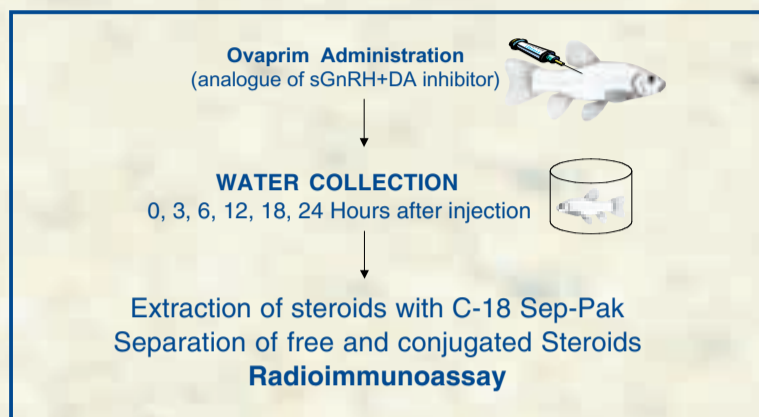 Ovaprim Administration
(analogue of sGnRH+DA inhibitor)
WATER COLLECTION
0, 3, 6, 12, 18, 24 Hours after injection
Extraction of steroids with C-18 Sep-Pak
Separation of free and conjugated Steroids
Radioimmunoassay